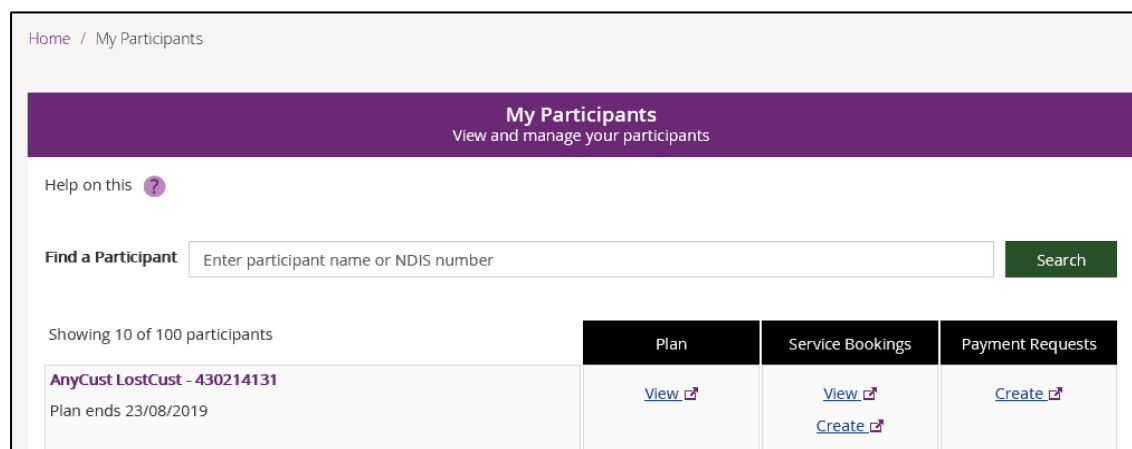 Home / My Participants
My Participants
View and manage your participants
Help on this ?
Find a Participant Enter participant name or NDIS number Search
Showing 10 of 100 participants Plan Service Bookings Payment Requests
AnyCust LostCust - 430214131 View View Create
Plan ends 23/08/2019 Create